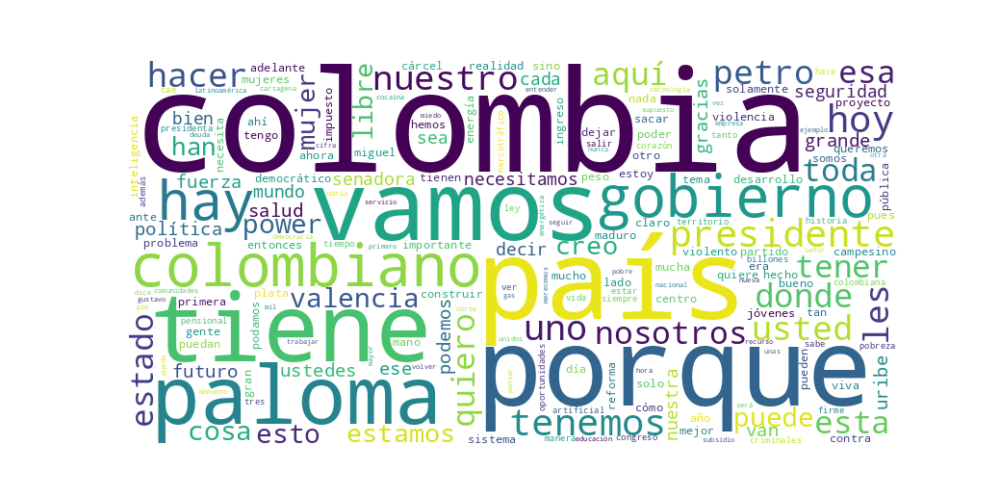 colombia
vamos
país
porque
tiene
paloma
colombiano
hay
gobierno
presidente
hoy
petro
esa
hacer
nuestro
aquí
libre
mujer
cada
adelante
mujeres
cárcel
realidad
sino
latinoamérica
cartagena
cae
cocaína
entender
hace
tecnología
solamente
seguridad
proyecto
bien
ahí
tengo
presidenta
deuda
han
necesita
impuesto
miedo
hemos
cifra
ahora
miguel
sea
energía
nada
narcotráfico
ingreso
dejar
salir
nunca
supuesto
sacar
poder
corazón
otro
gracias
violencia
vez
empresa
tanto
ejemplo
grande
queremos
otra
somos
toda
inteligencia
además
fuerza
mundo
democrático
senadora
tienen
necesitamos
peso
estoy
estar
tema
desarrollo
pública
ante
política
salud
power
maría
servicio
ley
energética
seguir
claro
territorio
historia
pues
problema
entonces
democracia
tiempo
primero
importante
decir
creo
maduro
violento
partido
señor
campesino
dice
comunidades
gustavo
pie
primera
plata
mil
valencia
construir
ver
gas
merecemos
mucho
pobre
vida
lado
siempre
nacional
mucha
centro
quiere
hecho
billones
nueva
era
bueno
tener
colombiana
donde
les
estado
pensional
gente
puedan
podamos
trabajar
mano
mayor
volver
podemos
quiero
corte
unidos
uno
nosotros
recurso
jóvenes
unas
usted
tan
sabe
pobreza
pueden
futuro
gran
ustedes
ese
pensar
oportunidades
día
hora
solo
reforma
viva
uribe
cosa
tres
momento
esto
estamos
sistema
tenemos
artificial
manera
educación
cómo
congreso
nuestra
subsidio
año
mejor
puede
van
será
criminales
firme
contra
esta